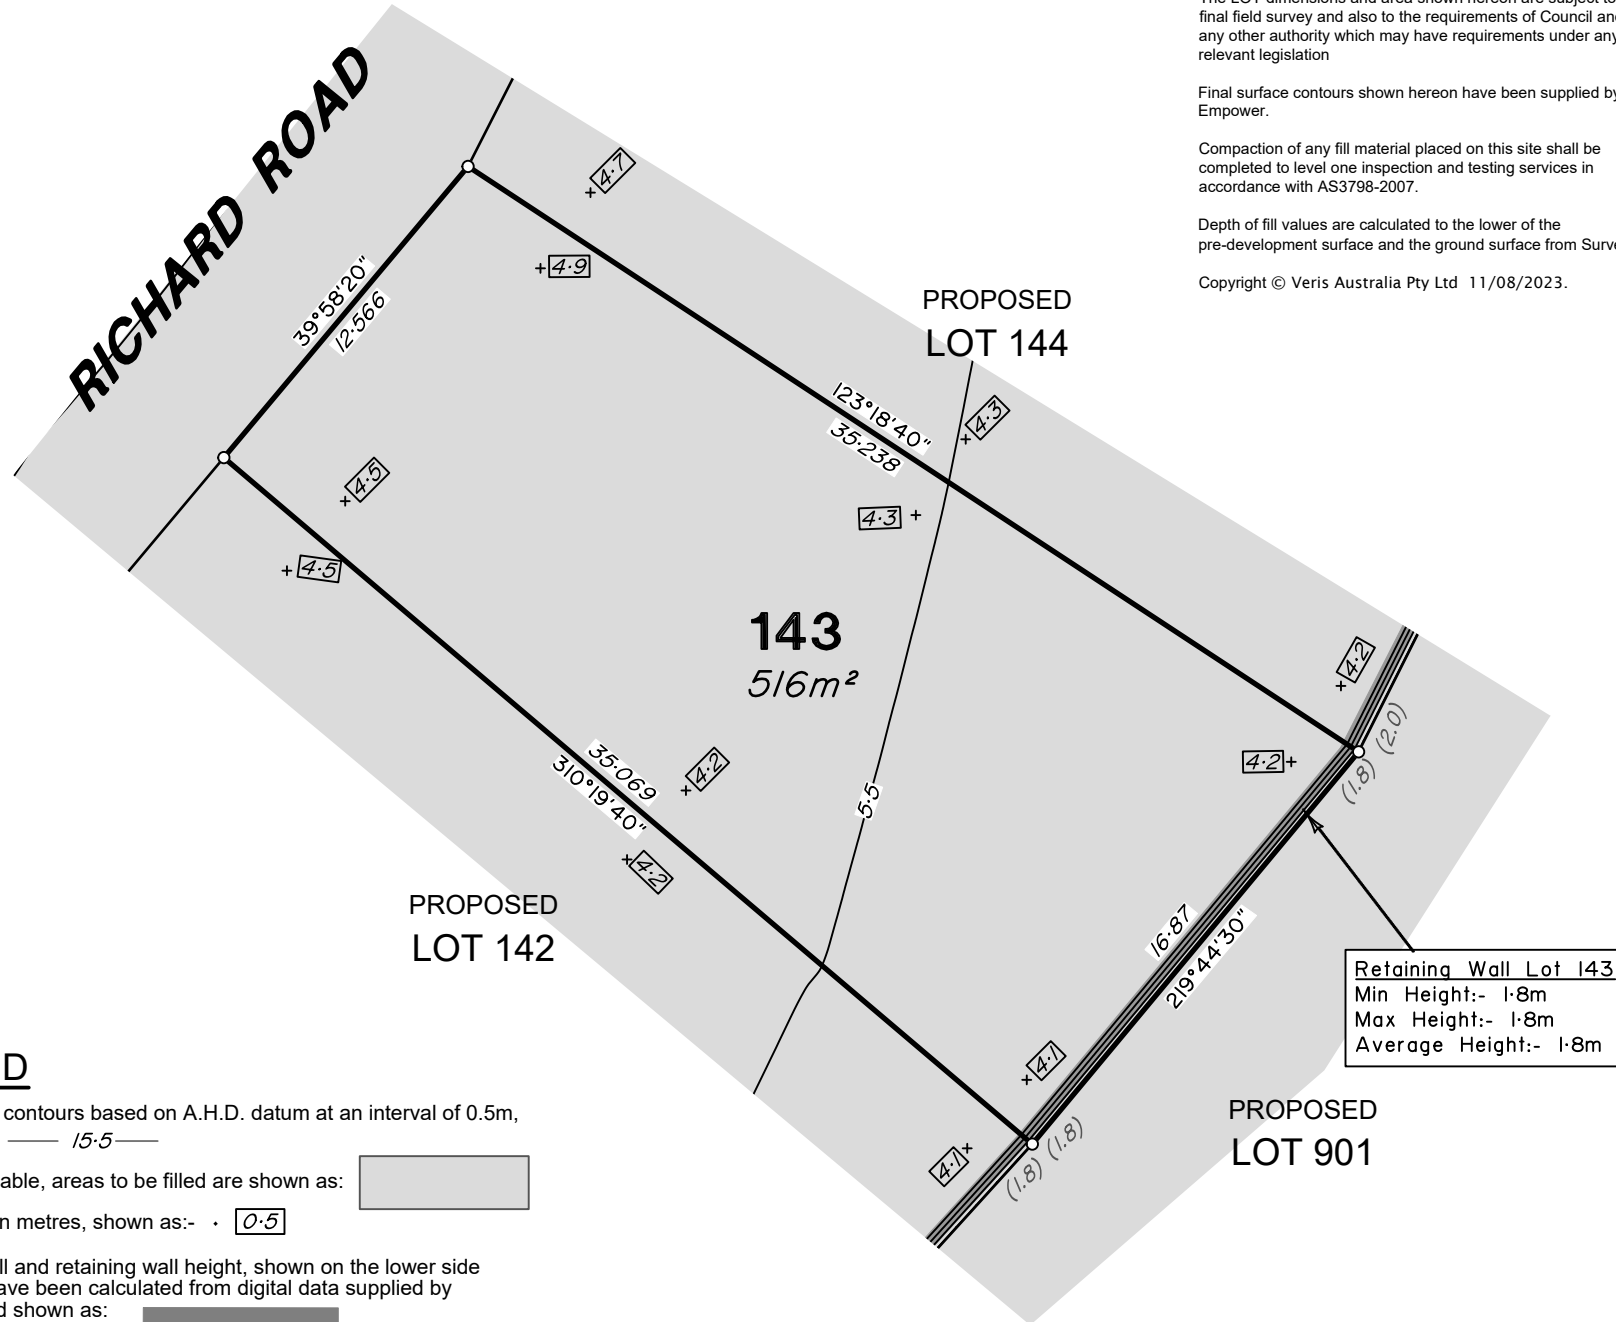 The LOT dimensions and area shown hereon are subject to
final field survey and also to the requirements of Council and
any other authority which may have requirements under any
relevant legislation
Final surface contours shown hereon have been supplied by
Empower.
Compaction of any fill material placed on this site shall be
completed to level one inspection and testing services in
accordance with AS3798-2007.
Depth of fill values are calculated to the lower of the
pre-development surface and the ground surface from
Copyright © Veris Australia Pty Ltd 11/08/2023.
RICHARD ROAD
4·7
4·9
39°58'20"
12·566
PROPOSED
LOT 144
123°18'40"
35·238
4·3
4·3
4·5
4·5
143
516m²
4·2
4·2
(2.0)
(1.8)
35·069
310°19'40"
4·2
4·2
5·5
PROPOSED
LOT 142
16·87
219°44'30"
Retaining Wall Lot 143
Min Height:- 1·8m
Max Height:- 1·8m
Average Height:- 1·8m
4·1
4·1
(1.8)
(1.8)
PROPOSED
LOT 901
D
contours based on A.H.D. datum at an interval of 0.5m,
15·5
able, areas to be filled are shown as:
n metres, shown as:- · 0·5
ll and retaining wall height, shown on the lower side
ave been calculated from digital data supplied by
d shown as: